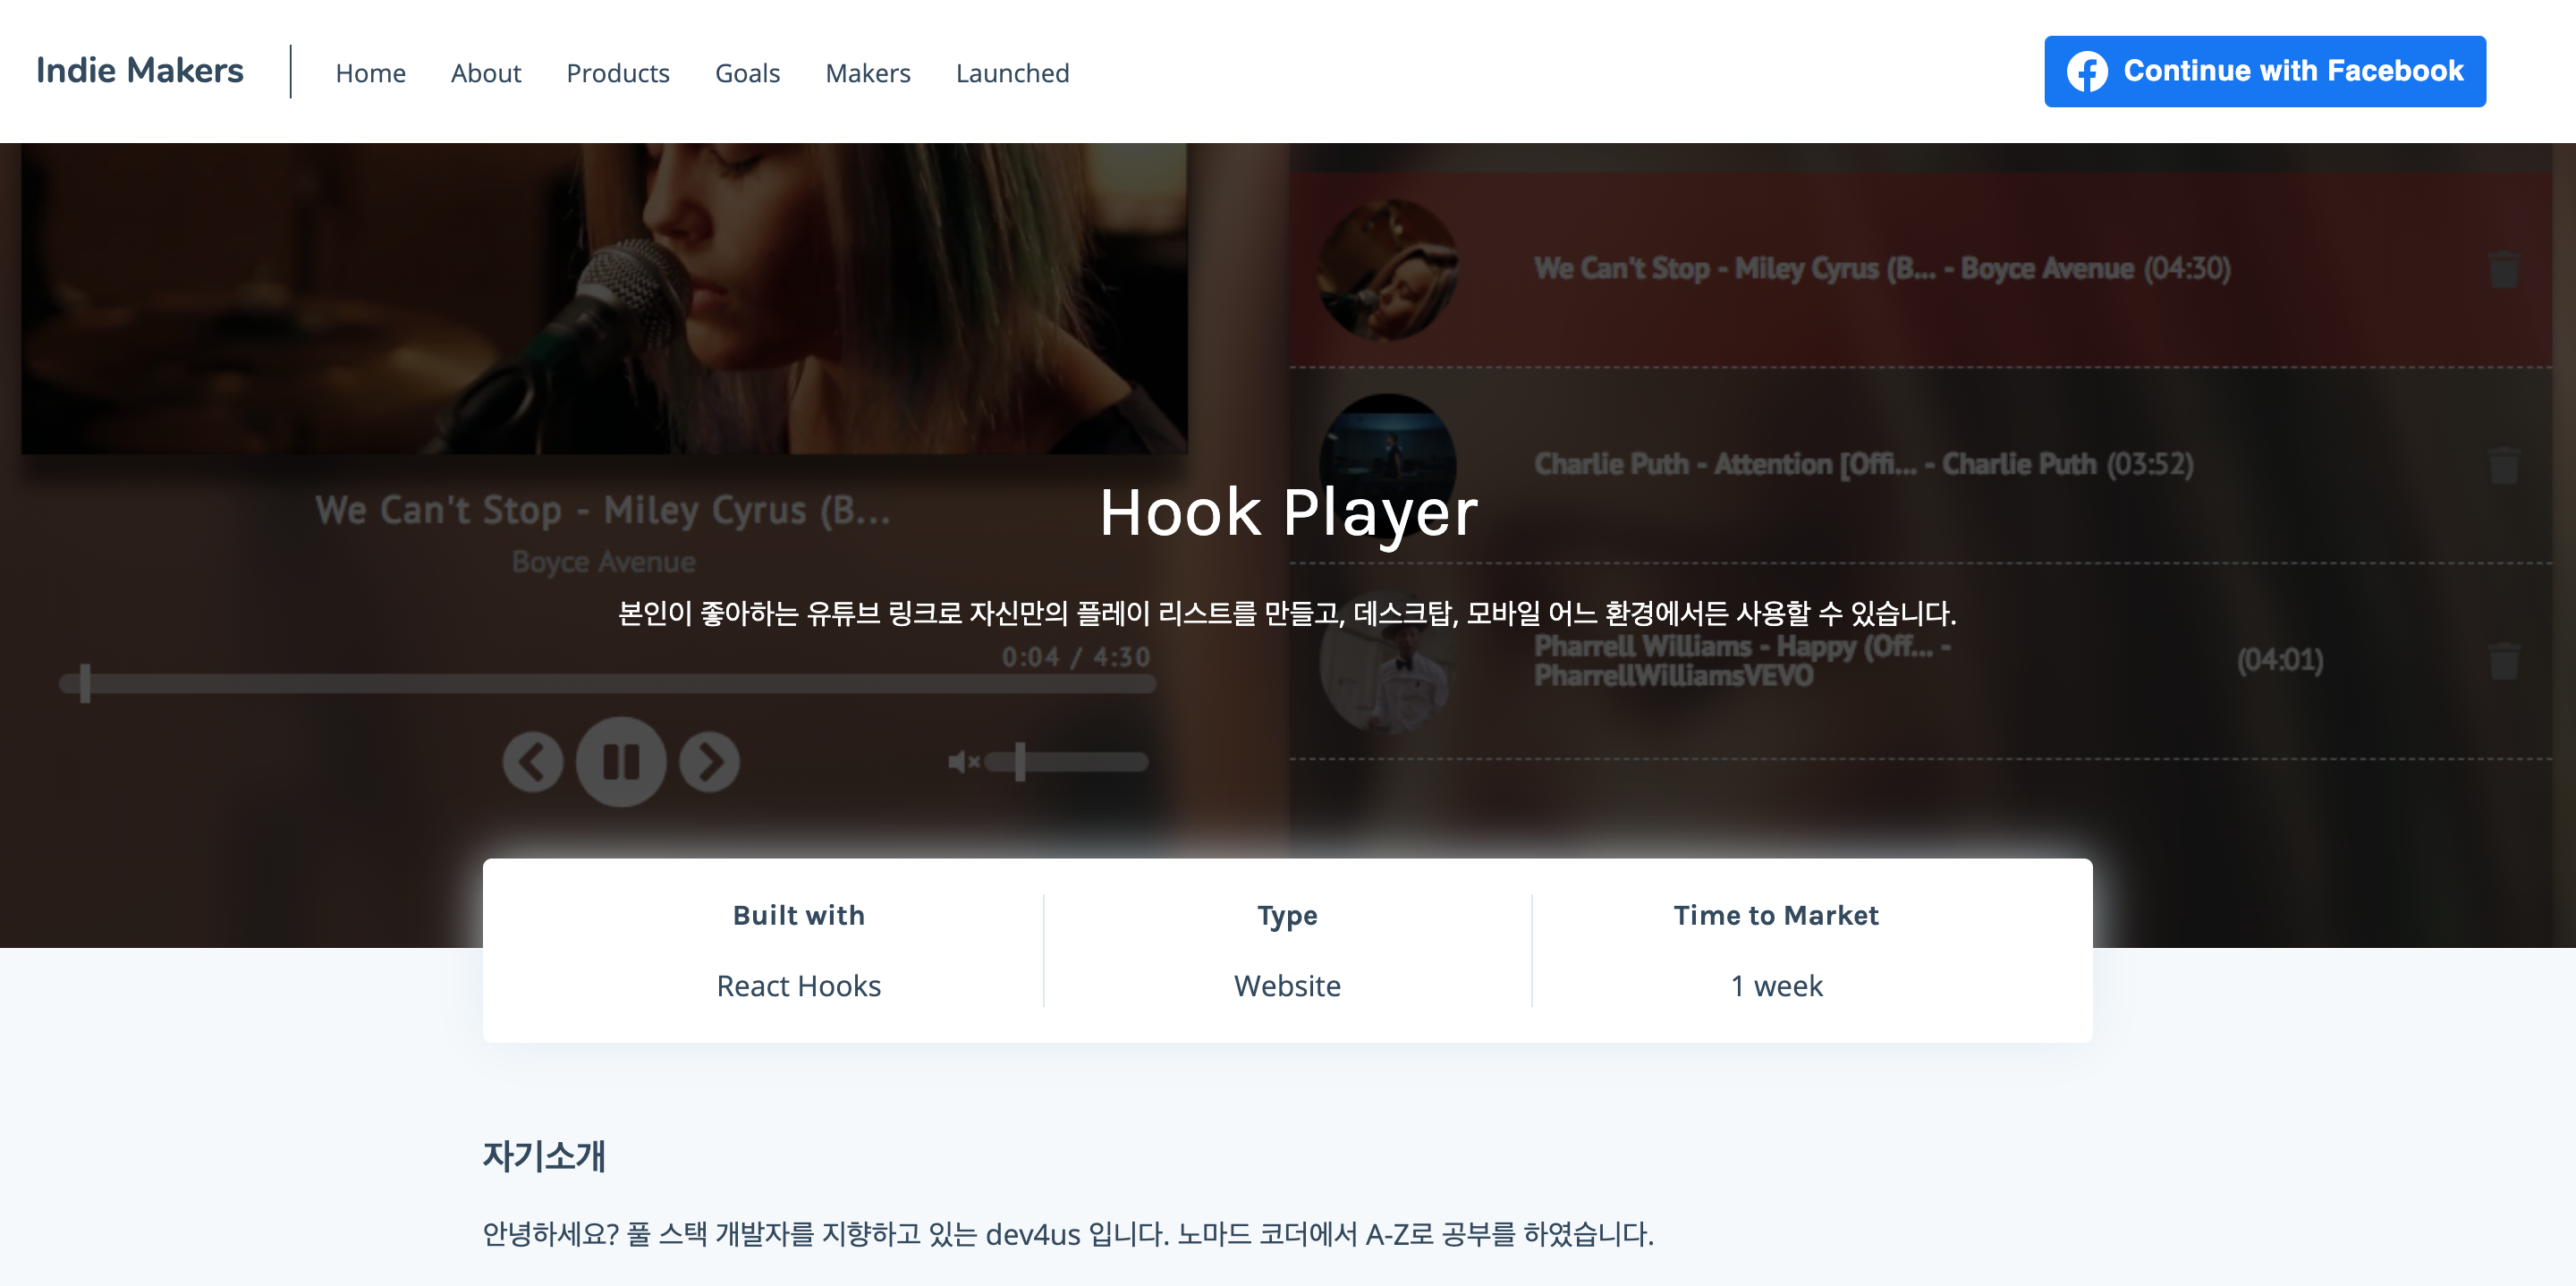 Indie Makers
Home About Products Goals Makers Launched
Continue with Facebook
We Can't Stop - Miley Cyrus (B... - Boyce Avenue (04:30)
Charlie Puth - Attention [Offi... - Charlie Puth (03:52)
We Can't Stop - Miley Cyrus (B...
Boyce Avenue
Hook Player
본인이 좋아하는 유튜브 링크로 자신만의 플레이 리스트를 만들고, 데스크탑, 모바일 어느 환경에서든 사용할 수 있습니다.
0:04 / 4:30
Pharrell Williams - Happy (Off... -
PharrellWilliamsVEVO
(04:01)
Built with
React Hooks
Type
Website
Time to Market
1 week
자기소개
안녕하세요? 풀 스택 개발자를 지향하고 있는 dev4us 입니다. 노마드 코더에서 A-Z로 공부를 하였습니다.